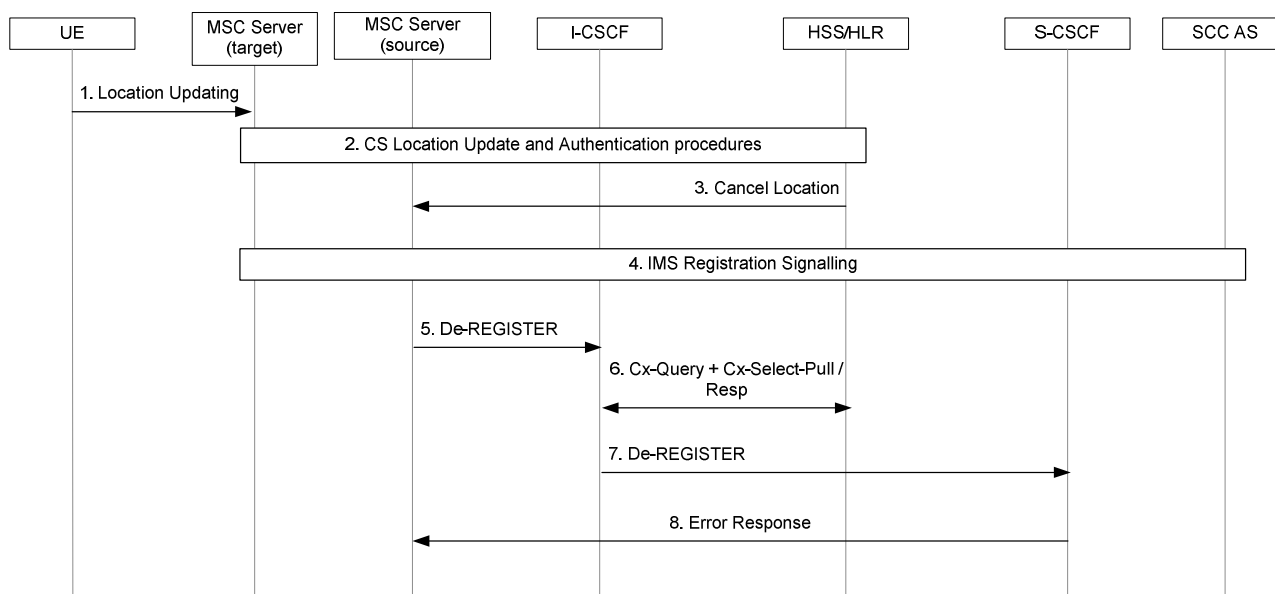 UE
MSC Server
(target)
MSC Server
(source)
I-CSCF
HSS/HLR
S-CSCF
SCC AS
1. Location Updating
2. CS Location Update and Authentication procedures
3. Cancel Location
4. IMS Registration Signalling
5. De-REGISTER
6. Cx-Query + Cx-Select-Pull /
Resp
7. De-REGISTER
8. Error Response